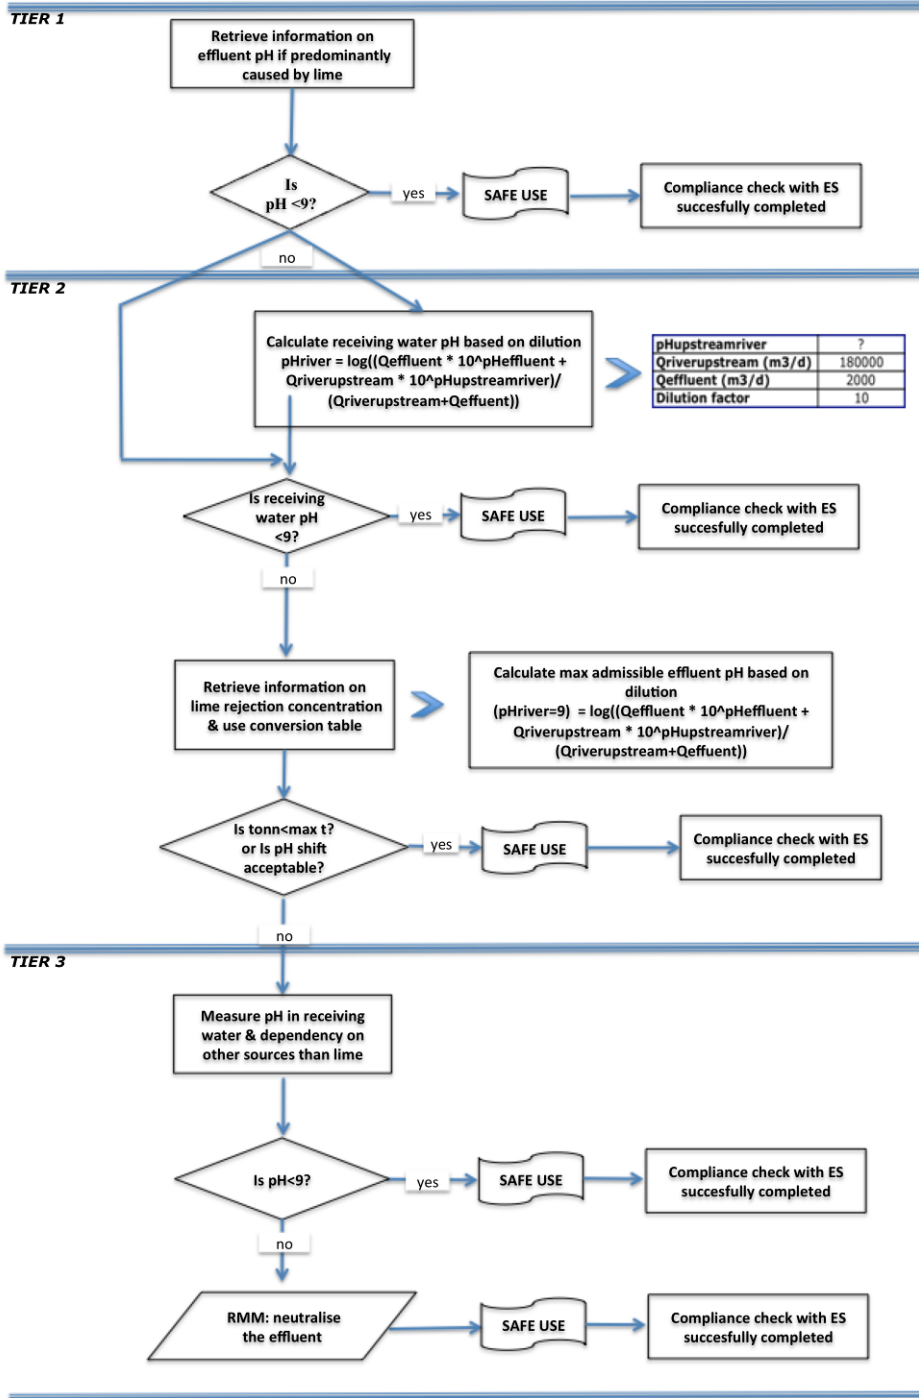 TIER 1
Retrieve information on
effluent pH if predominantly
caused by lime
Is
pH <9?
yes
SAFE USE
Compliance check with ES
succesfully completed
no
TIER 2
Calculate receiving water pH based on dilution
pHriver = log((Qeffluent * 10^pHeffluent +
Qriverupstream * 10^pHupstreamriver)/
(Qriverupstream+Qeffuent))
pHupstreamriver ?
Qriverupstream (m3/d) 180000
Qeffluent (m3/d) 2000
Dilution factor 10
Is receiving
water pH
<9?
yes
SAFE USE
Compliance check with ES
succesfully completed
no
Retrieve information on
lime rejection concentration
& use conversion table
Calculate max admissible effluent pH based on
dilution
(pHriver=9) = log((Qeffluent * 10^pHeffluent +
Qriverupstream * 10^pHupstreamriver)/
(Qriverupstream+Qeffuent))
Is tonn<max t?
or Is pH shift
acceptable?
yes
SAFE USE
Compliance check with ES
succesfully completed
no
TIER 3
Measure pH in receiving
water & dependency on
other sources than lime
Is pH<9?
yes
SAFE USE
Compliance check with ES
succesfully completed
no
RMM: neutralise
the effluent
SAFE USE
Compliance check with ES
succesfully completed